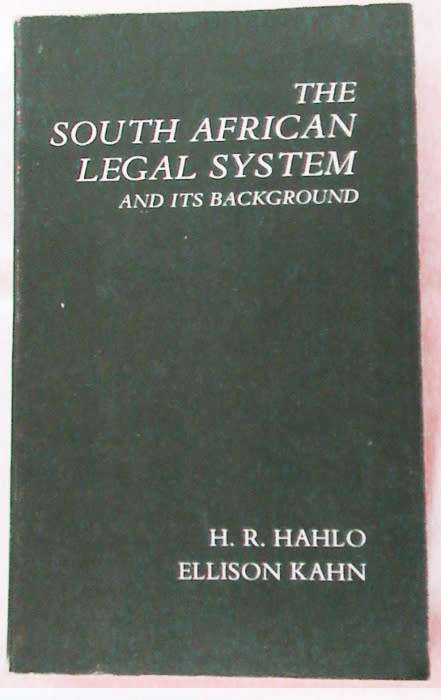 THE
SOUTH AFRICAN
LEGAL SYSTEM
AND ITS BACKGROUND
H. R. HAHLO
ELLISON KAHN